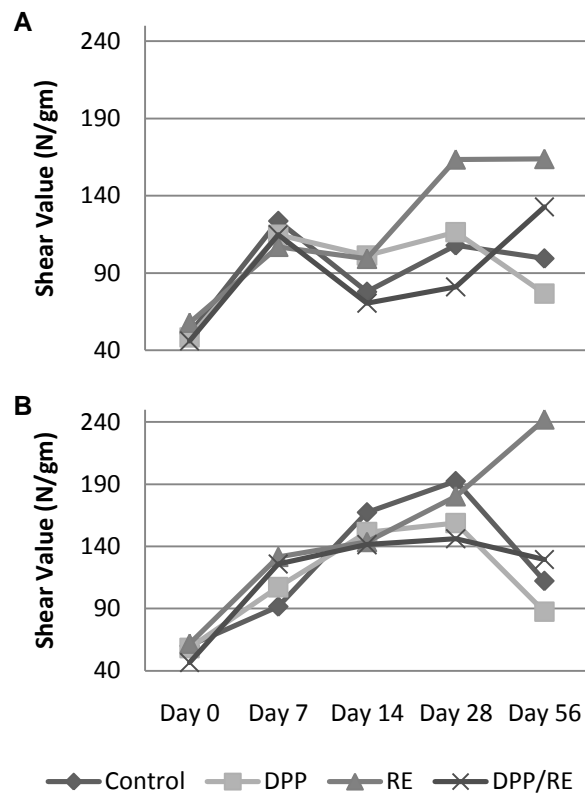 A
Shear Value (N/gm)
240
190
140
90
40
B
Shear Value (N/gm)
240
190
140
90
40
Day 0 Day 7 Day 14 Day 28 Day 56
Control DPP RE DPP/RE